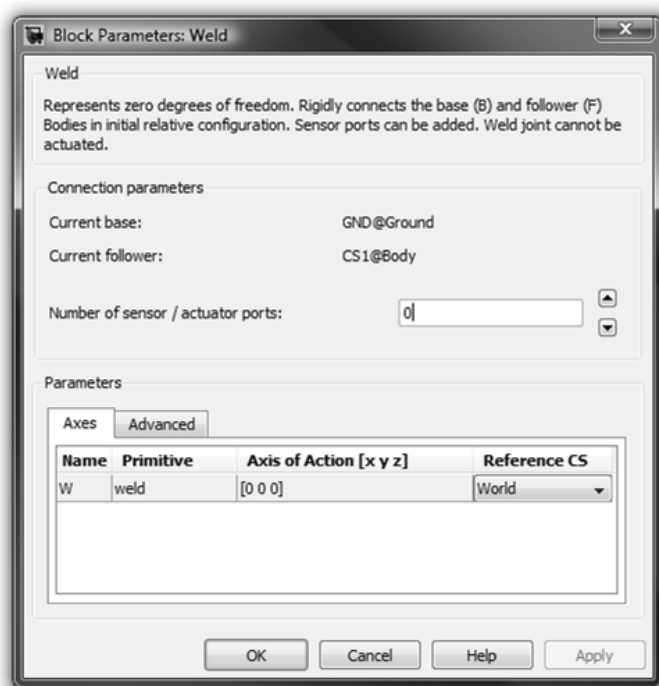 Block Parameters: Weld
Weld
Represents zero degrees of freedom. Rigidly connects the base (B) and follower (F)
Bodies in initial relative configuration. Sensor ports can be added. Weld joint cannot be
actuated.
Connection parameters
Current base: GND@Ground
Current follower: CS1@Body
Number of sensor / actuator ports: 0
Parameters
Axes Advanced
Name Primitive Axis of Action [x y z] Reference CS
W weld [0 0 0] World
OK Cancel Help Apply